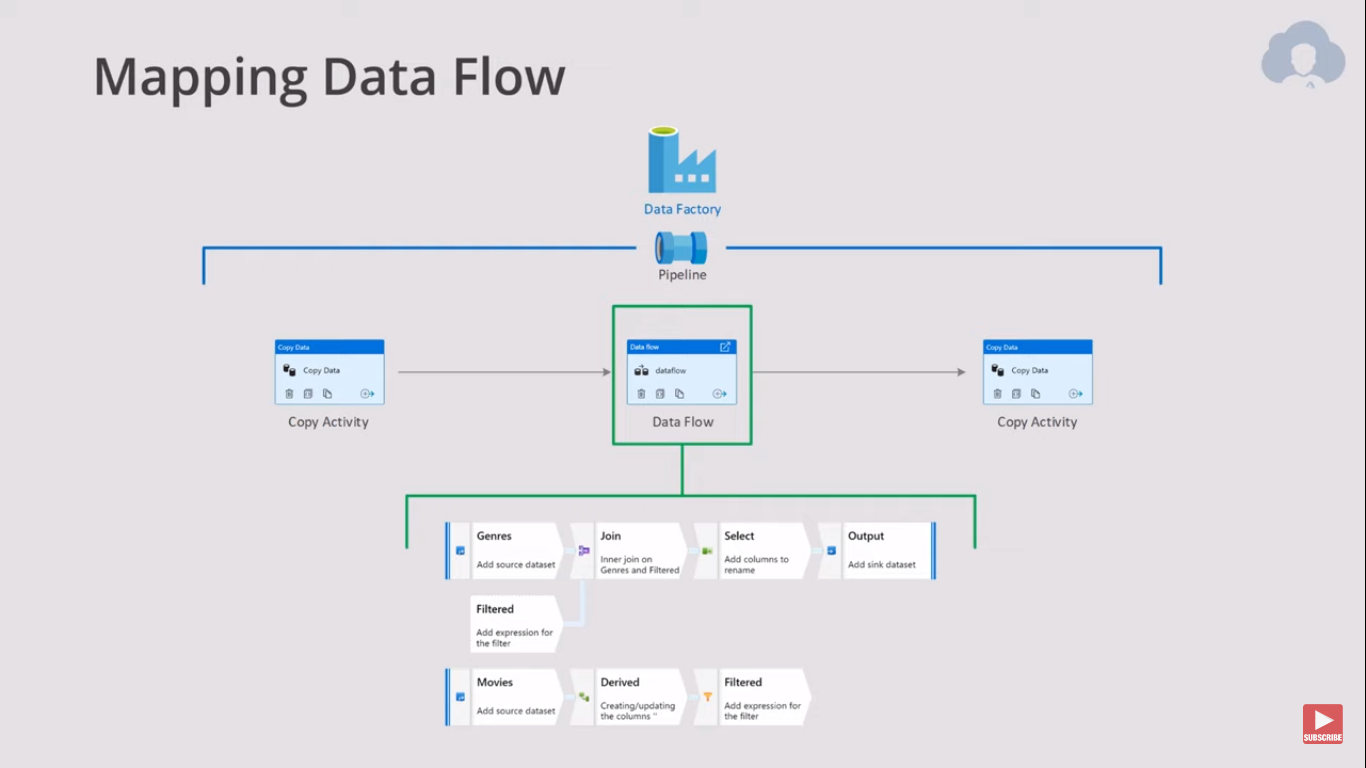 Mapping Data Flow
Data Factory
Pipeline
Copy Data
Copy Data
Copy Activity
Data flow
dataflow
Data Flow
Copy Data
Copy Data
Copy Activity
Genres
Add source dataset
Join
Inner join on
Genres and Filtered
Select
Add columns to
rename
Output
Add sink dataset
Filtered
Add expression for
the filter
Movies
Add source dataset
Derived
Creating/updating
the columns ''
Filtered
Add expression for
the filter
SUBSCRIBE